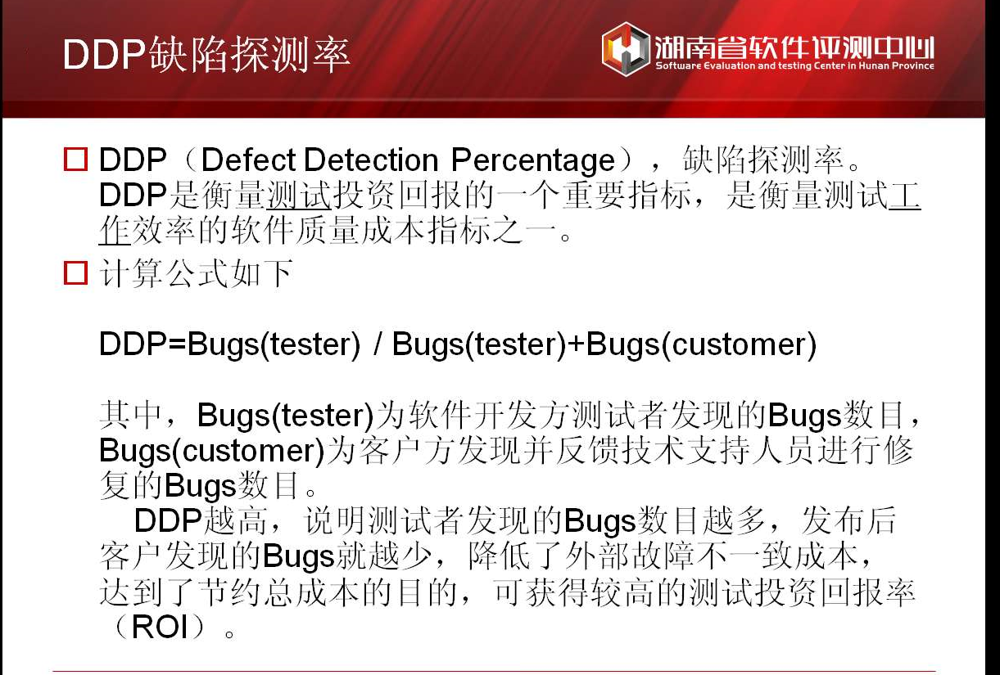 DDP缺陷探测率
湖南省软件评测中心
Software Evaluation and testing Center in Hunan Province
DDP（Defect Detection Percentage），缺陷探测率。
DDP是衡量测试投资回报的一个重要指标，是衡量测试工
作效率的软件质量成本指标之一。
计算公式如下
DDP=Bugs(tester) / Bugs(tester)+Bugs(customer)
其中，Bugs(tester)为软件开发方测试者发现的Bugs数目，
Bugs(customer)为客户方发现并反馈技术支持人员进行修
复的Bugs数目。
DDP越高，说明测试者发现的Bugs数目越多，发布后
客户发现的Bugs就越少，降低了外部故障不一致成本，
达到了节约总成本的目的，可获得较高的测试投资回报率
（ROI）。